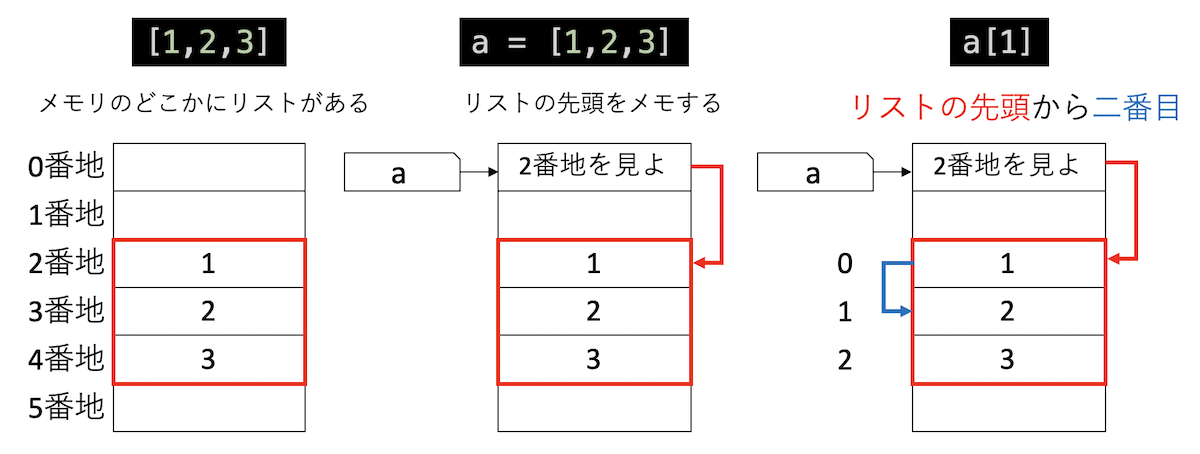 [1,2,3]
メモリのどこかにリストがある
0番地
1番地
2番地
1
3番地
2
4番地
3
5番地
a = [1,2,3]
リストの先頭をメモする
a
2番地を見よ
1
2
3
a[1]
リストの先頭から二番目
a
2番地を見よ
0
1
1
2
2
3